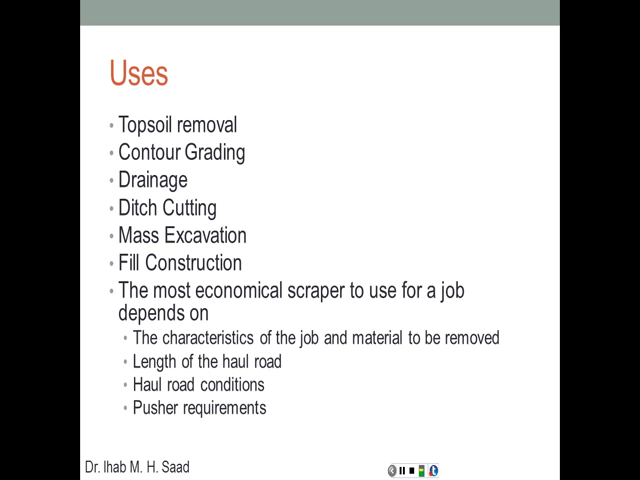 Uses
• Topsoil removal
• Contour Grading
• Drainage
• Ditch Cutting
• Mass Excavation
• Fill Construction
• The most economical scraper to use for a job
depends on
• The characteristics of the job and material to be removed
• Length of the haul road
• Haul road conditions
• Pusher requirements
Dr. Ihab M. H. Saad